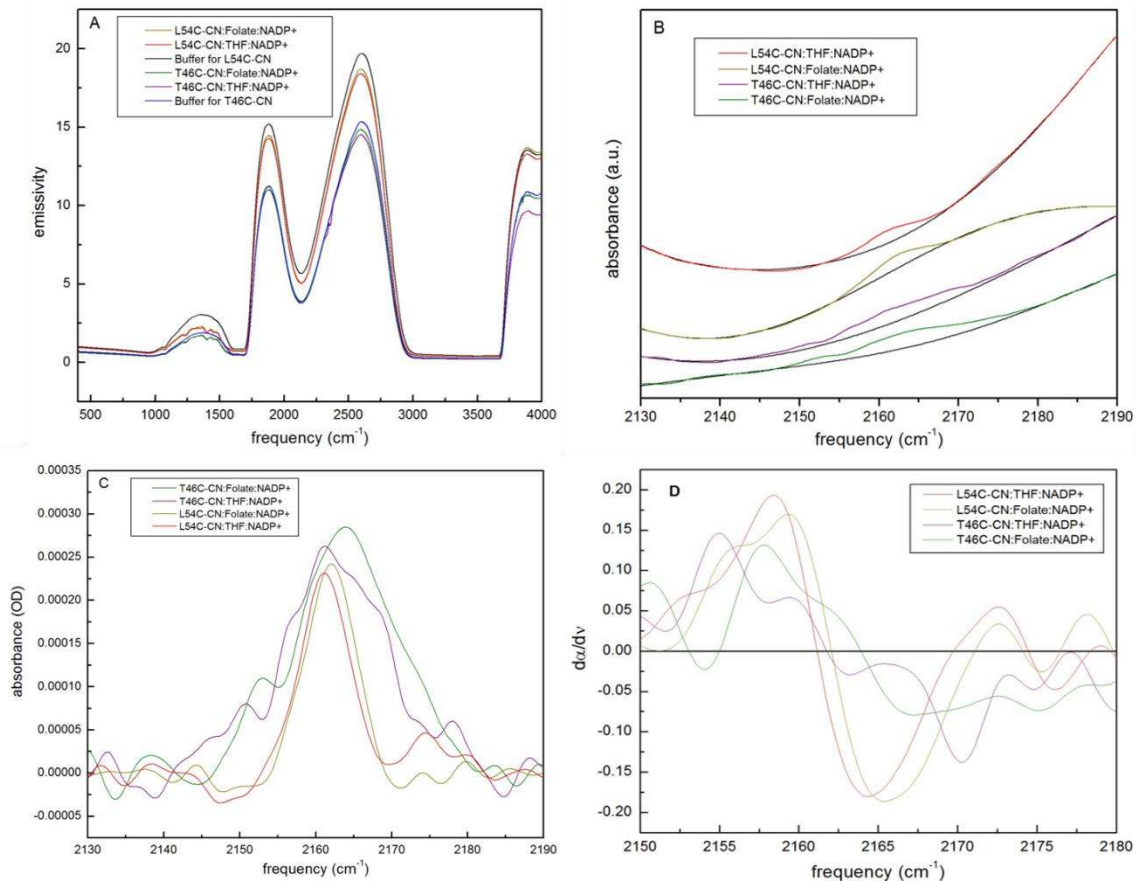 A
L54C-CN:Folate:NADP+
L54C-CN:THF:NADP+
Buffer for L54C-CN
T46C-CN:Folate:NADP+
T46C-CN:THF:NADP+
Buffer for T46C-CN
emissivity
20
15
10
5
0
500 1000 1500 2000 2500 3000 3500 4000
frequency (cm⁻¹)
B
L54C-CN:THF:NADP+
L54C-CN:Folate:NADP+
T46C-CN:THF:NADP+
T46C-CN:Folate:NADP+
absorbance (a.u.)
2130 2140 2150 2160 2170 2180 2190
frequency (cm⁻¹)
C
T46C-CN:Folate:NADP+
T46C-CN:THF:NADP+
L54C-CN:Folate:NADP+
L54C-CN:THF:NADP+
absorbance (OD)
0.00035
0.00030
0.00025
0.00020
0.00015
0.00010
0.00005
0.00000
-0.00005
2130 2140 2150 2160 2170 2180 2190
frequency (cm⁻¹)
D
L54C-CN:THF:NADP+
L54C-CN:Folate:NADP+
T46C-CN:THF:NADP+
T46C-CN:Folate:NADP+
dα/dν
0.20
0.15
0.10
0.05
0.00
-0.05
-0.10
-0.15
-0.20
2150 2155 2160 2165 2170 2175 2180
frequency (cm⁻¹)